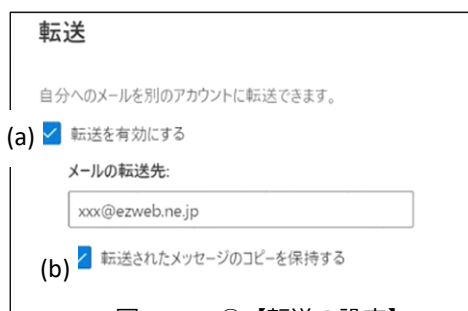 転送
自分へのメールを別のアカウントに転送できます。
(a) 転送を有効にする
メールの転送先:
xxx@ezweb.ne.jp
(b) 転送されたメッセージのコピーを保持する
【転送の設定】